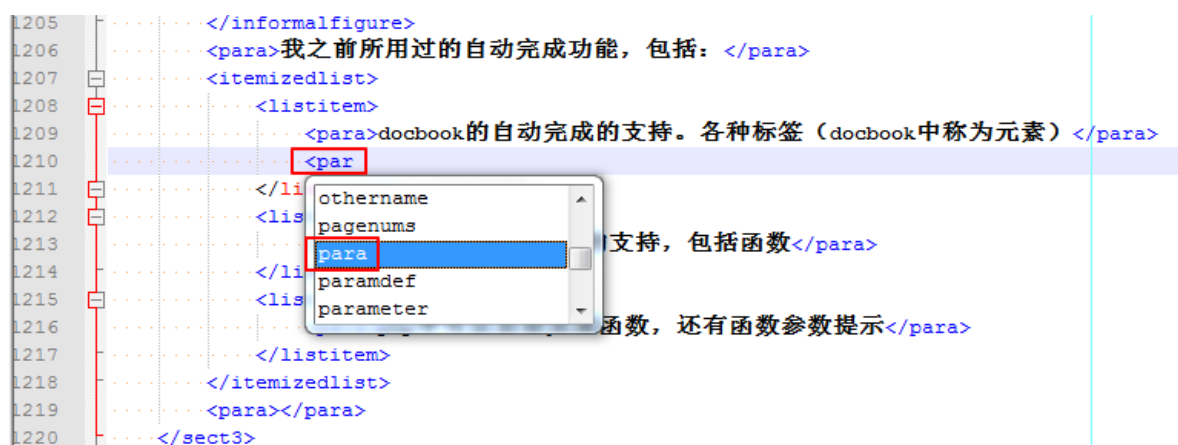 1205 </informalfigure>
1206 <para>我之前所用过的自动完成功能，包括：</para>
1207 <itemizedlist>
1208 <listitem>
1209 <para>docbook的自动完成的支持。各种标签（docbook中称为元素）</para>
1210 <par
1211 </li
othername
1212 <lis
pagenums
1213 支持，包括函数</para>
para
1214 </li
paramdef
1215 <lis
parameter
1216 函数，还有函数参数提示</para>
1217 </listitem>
1218 </itemizedlist>
1219 <para></para>
1220 </sect3>